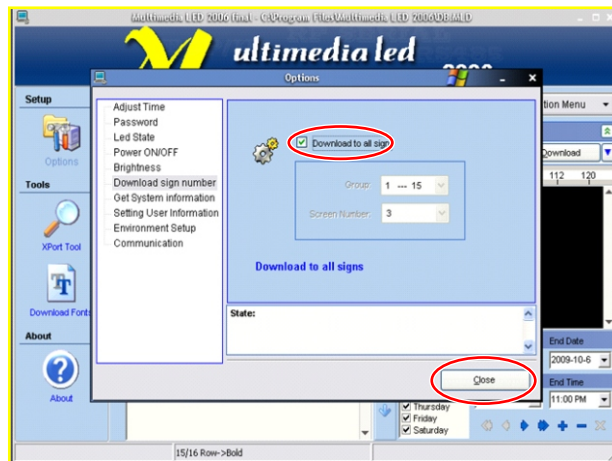 Multimedia LED 2006 final - C:\Program Files\Multimedia LED 2006\DB.MLD
Multimedia led
Options
Setup
Options
Tools
XPort Tool
Download Fonts
About
About
Adjust Time
Password
Led State
Power ON/OFF
Brightness
Download sign number
Get System information
Setting User Information
Environment Setup
Communication
Download to all sign
Group: 1 --- 15
Screen Number: 3
Download to all signs
State:
Close
tion Menu
Download
112 120
End Date
2009-10-6
End Time
11:00 PM
Thursday
Friday
Saturday
15/16 Row->Bold